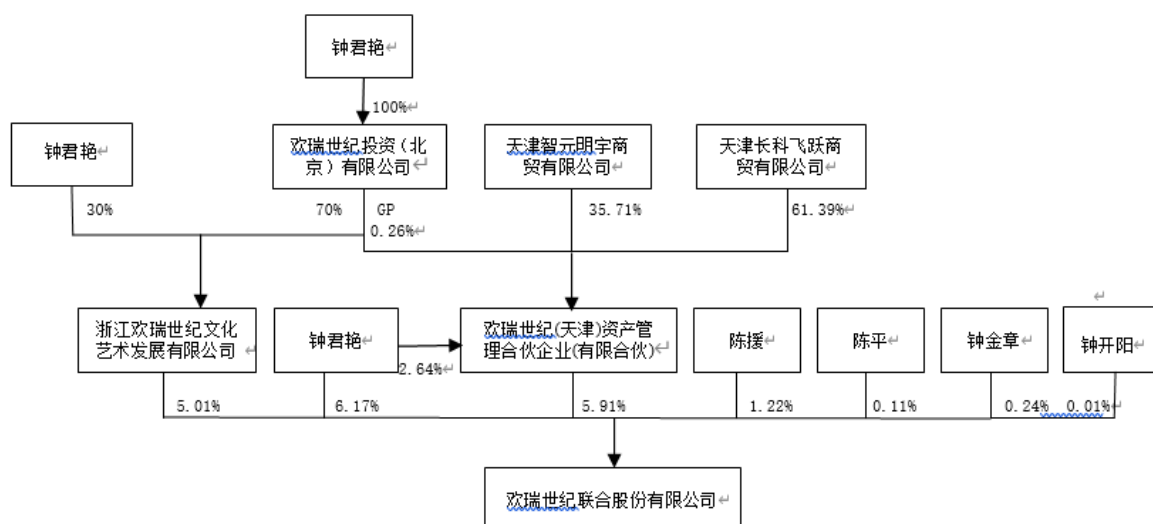 钟君艳
100%
钟君艳
欢瑞世纪投资（北
京）有限公司
天津智元明宇商
贸有限公司
天津长科飞跃商
贸有限公司
30%
70%
GP
0.26%
35.71%
61.39%
浙江欢瑞世纪文化
艺术发展有限公司
钟君艳
2.64%
欢瑞世纪(天津)资产管
理合伙企业(有限合伙)
陈援
陈平
钟金章
钟开阳
5.01%
6.17%
5.91%
1.22%
0.11%
0.24%
0.01%
欢瑞世纪联合股份有限公司